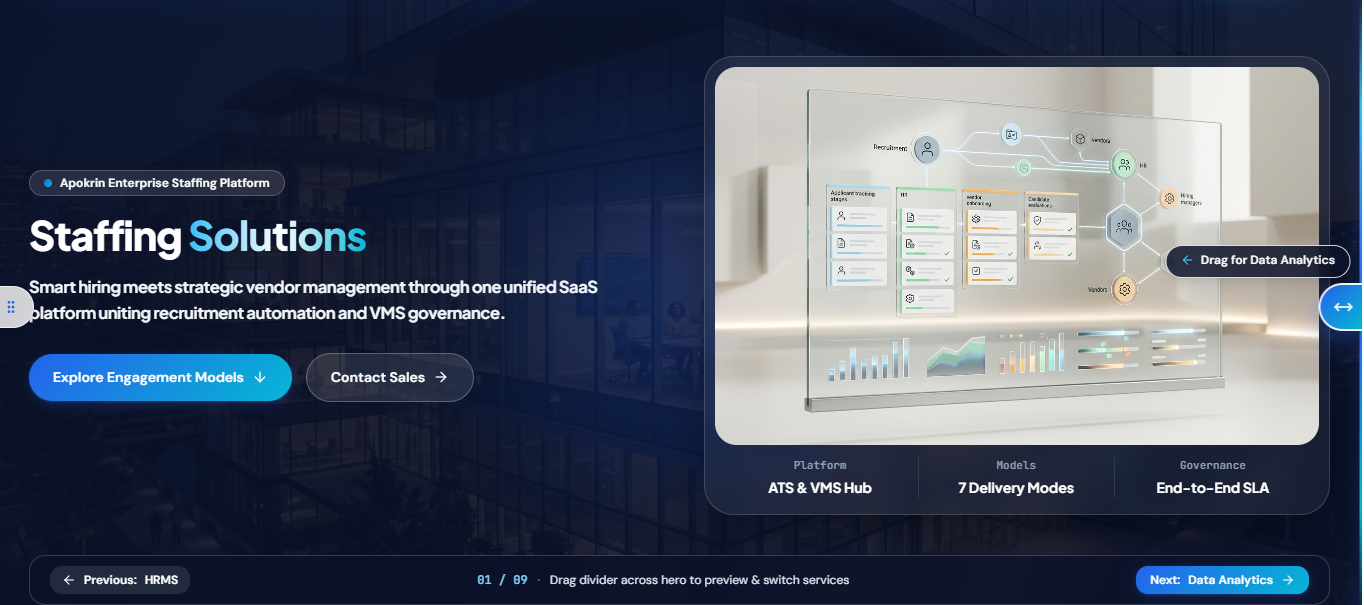 Apokrin Enterprise Staffing Platform
Staffing Solutions
Smart hiring meets strategic vendor management through one unified SaaS
platform uniting recruitment automation and VMS governance.
Explore Engagement Models ↓
Contact Sales →
Recruitment
vendors
HR
Hiring
managers
Applicant tracking
stages
HR
vendor
onboarding
Candidate
evaluations
Vendors
← Drag for Data Analytics
Platform
ATS & VMS Hub
Models
7 Delivery Modes
Governance
End-to-End SLA
← Previous: HRMS
01 / 09 · Drag divider across hero to preview & switch services
Next: Data Analytics →